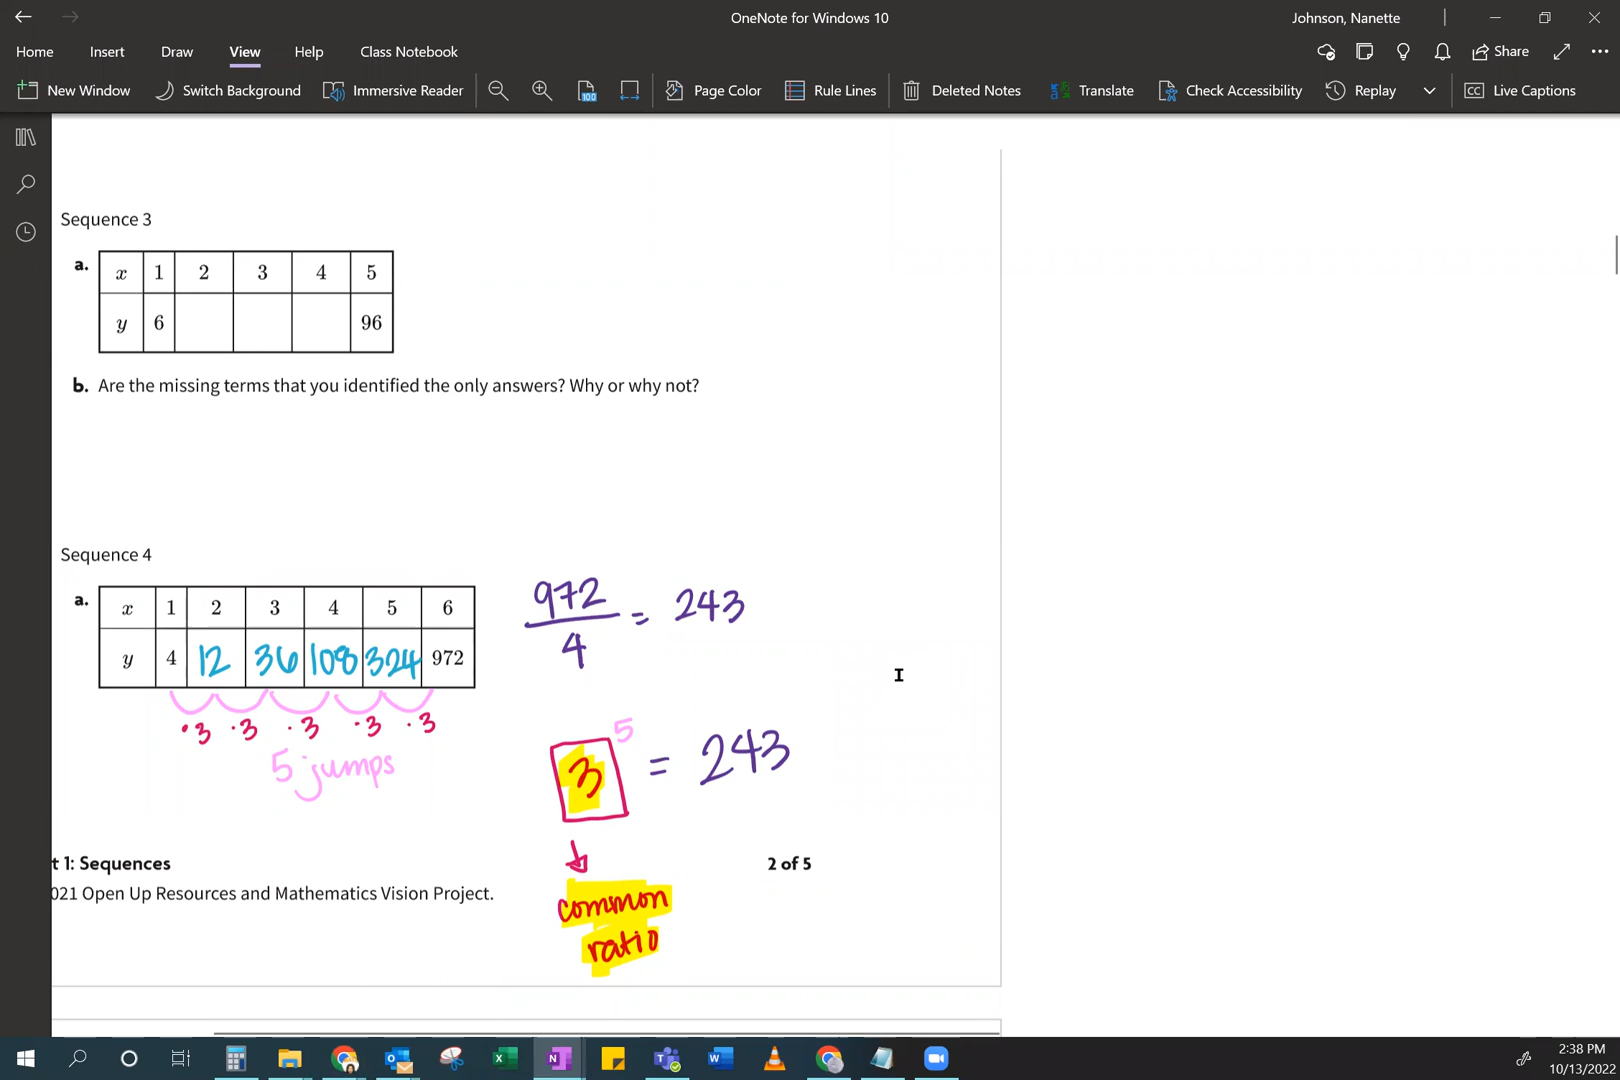 OneNote for Windows 10
Johnson, Nanette
Home Insert Draw View Help Class Notebook
Share
New Window Switch Background Immersive Reader 100 Page Color Rule Lines Deleted Notes Translate Check Accessibility Replay CC Live Captions
Sequence 3
a. x 1 2 3 4 5
y 6 96
b. Are the missing terms that you identified the only answers? Why or why not?
Sequence 4
a. x 1 2 3 4 5 6
y 4 12 36 108 324 972
·3 ·3 ·3 ·3 ·3
5 jumps
972
4
= 243
3 5 = 243
common
ratio
t 1: Sequences
2 of 5
021 Open Up Resources and Mathematics Vision Project.
2:38 PM
10/13/2022